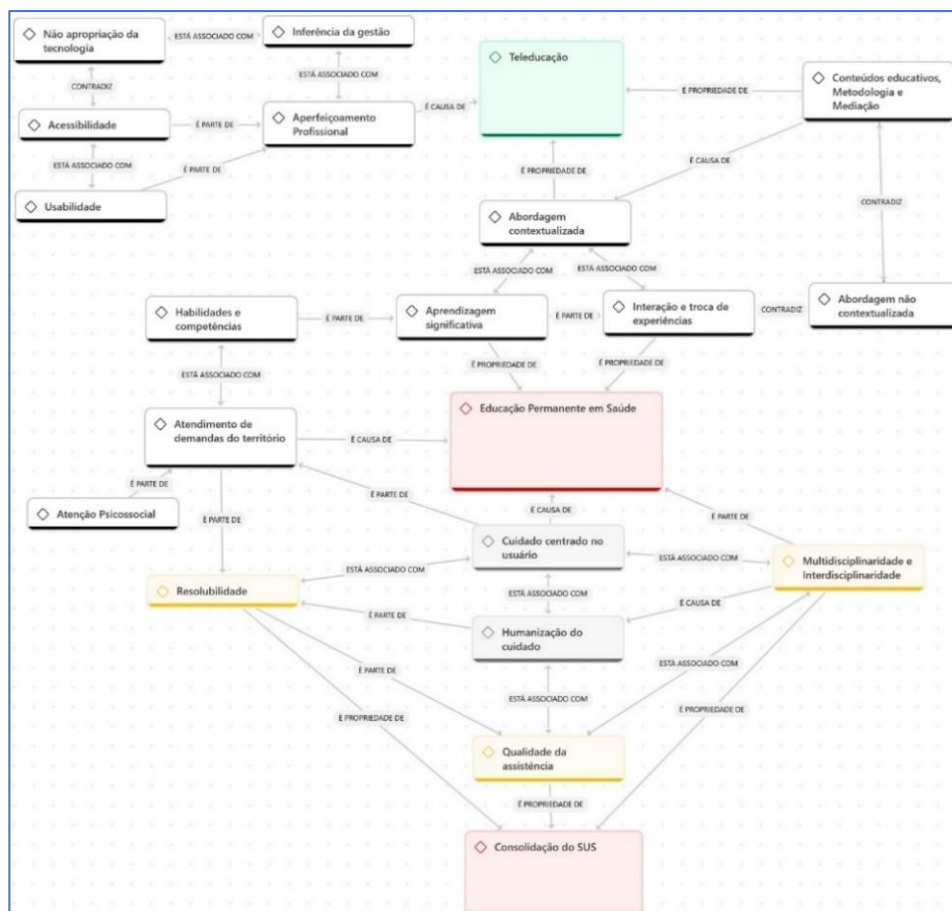 Não apropriação da
tecnologia
ESTÁ ASSOCIADO COM
Inferência da gestão
CONTRADIZ
ESTÁ ASSOCIADO COM
Teleducação
É PROPRIEDADE DE
Conteúdos educativos,
Metodologia e
Mediação
Acessibilidade
É PARTE DE
Aperfeiçoamento
Profissional
É CAUSA DE
ESTÁ ASSOCIADO COM
É PARTE DE
É PROPRIEDADE DE
É CAUSA DE
Usabilidade
Abordagem
contextualizada
CONTRADIZ
ESTÁ ASSOCIADO COM
ESTÁ ASSOCIADO COM
Habilidades e
competências
É PARTE DE
Aprendizagem
significativa
É PARTE DE
Interação e troca de
experiências
CONTRADIZ
Abordagem não
contextualizada
ESTÁ ASSOCIADO COM
É PROPRIEDADE DE
É PROPRIEDADE DE
Educação Permanente em Saúde
Atendimento de
demandas do território
É CAUSA DE
É PARTE DE
É PARTE DE
Atenção Psicossocial
É PARTE DE
É CAUSA DE
É PARTE DE
Cuidado centrado no
usuário
ESTÁ ASSOCIADO COM
ESTÁ ASSOCIADO COM
Multidisciplinaridade e
Interdisciplinaridade
Resolubilidade
ESTÁ ASSOCIADO COM
É PARTE DE
É CAUSA DE
Humanização do
cuidado
É PARTE DE
ESTÁ ASSOCIADO COM
ESTÁ ASSOCIADO COM
É PROPRIEDADE DE
É PROPRIEDADE DE
Qualidade da
assistência
É PROPRIEDADE DE
Consolidação do SUS